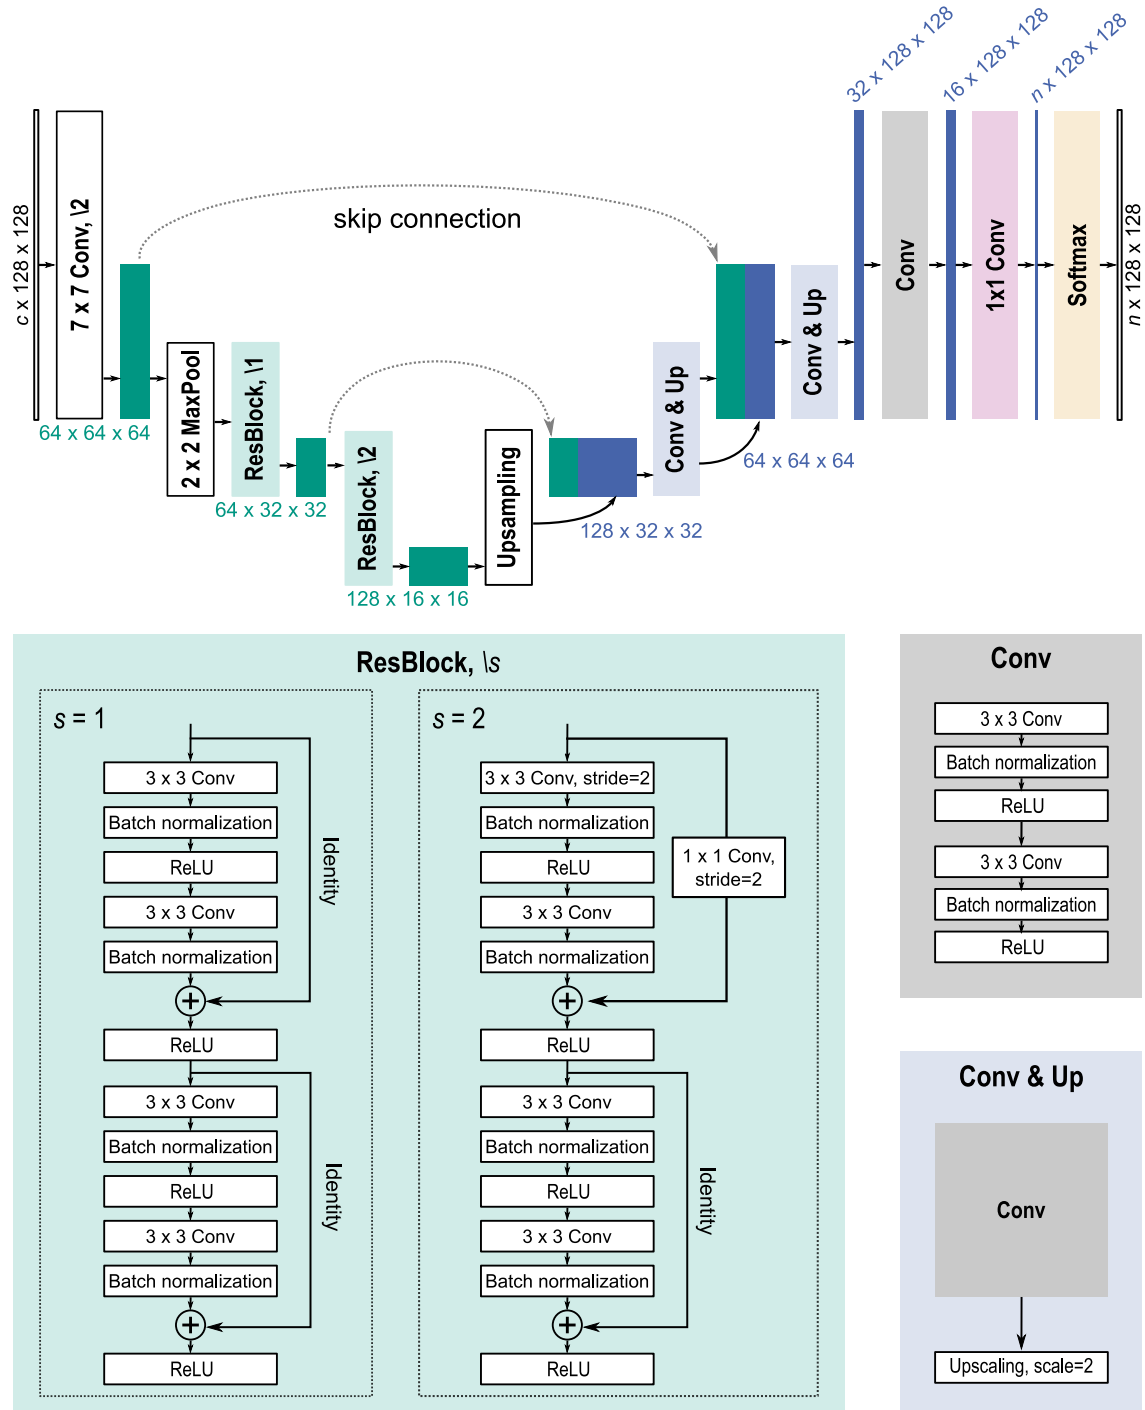 c x 128 x 128
7 x 7 Conv, \2
64 x 64 x 64
2 x 2 MaxPool
ResBlock, \1
64 x 32 x 32
ResBlock, \2
128 x 16 x 16
skip connection
Upsampling
128 x 32 x 32
Conv & Up
64 x 64 x 64
Conv & Up
32 x 128 x 128
Conv
16 x 128 x 128
1x1 Conv
n x 128 x 128
Softmax
n x 128 x 128
ResBlock, \s
s = 1
3 x 3 Conv
Batch normalization
ReLU
3 x 3 Conv
Batch normalization
Identity
+
ReLU
3 x 3 Conv
Batch normalization
ReLU
3 x 3 Conv
Batch normalization
Identity
+
ReLU
s = 2
3 x 3 Conv, stride=2
Batch normalization
ReLU
3 x 3 Conv
Batch normalization
1 x 1 Conv,
stride=2
+
ReLU
3 x 3 Conv
Batch normalization
ReLU
3 x 3 Conv
Batch normalization
Identity
+
ReLU
Conv
3 x 3 Conv
Batch normalization
ReLU
3 x 3 Conv
Batch normalization
ReLU
Conv & Up
Conv
Upscaling, scale=2